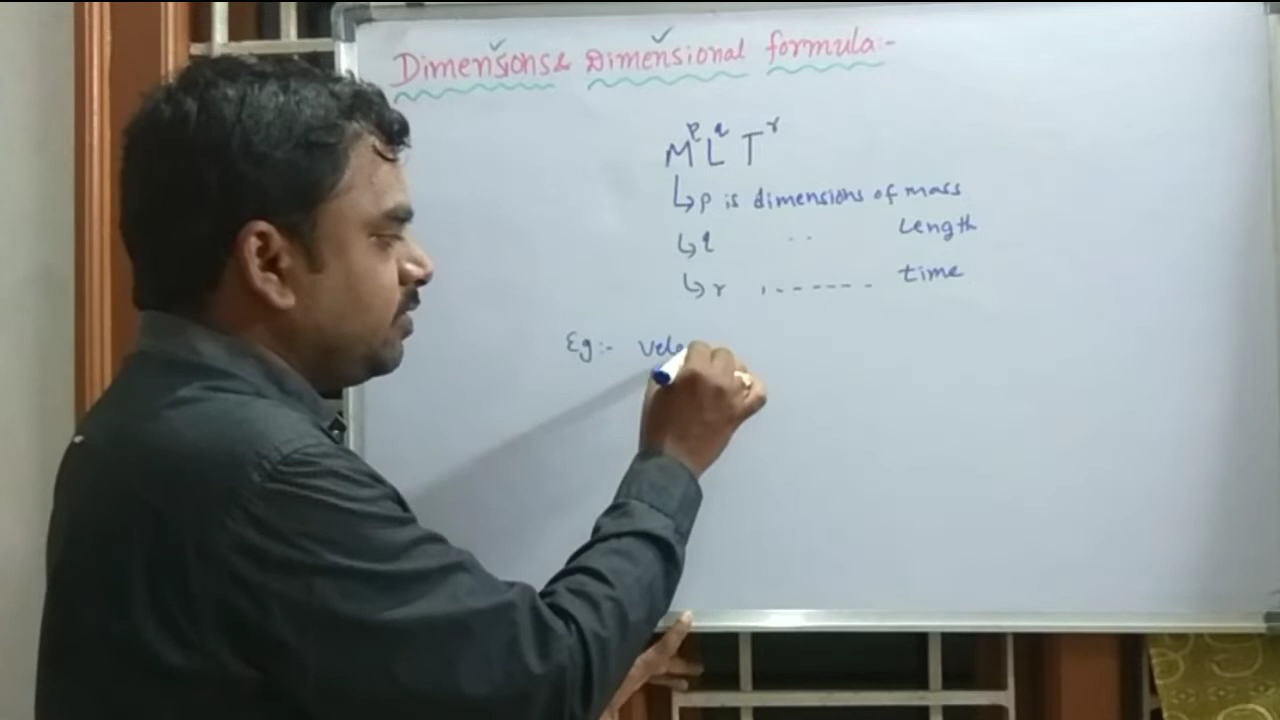 Dimensions & Dimensional formula:-
M^p L^q T^r
↳ p is dimensions of mass
↳ q " Length
↳ r , - - - - - - time
Eg:- Velo